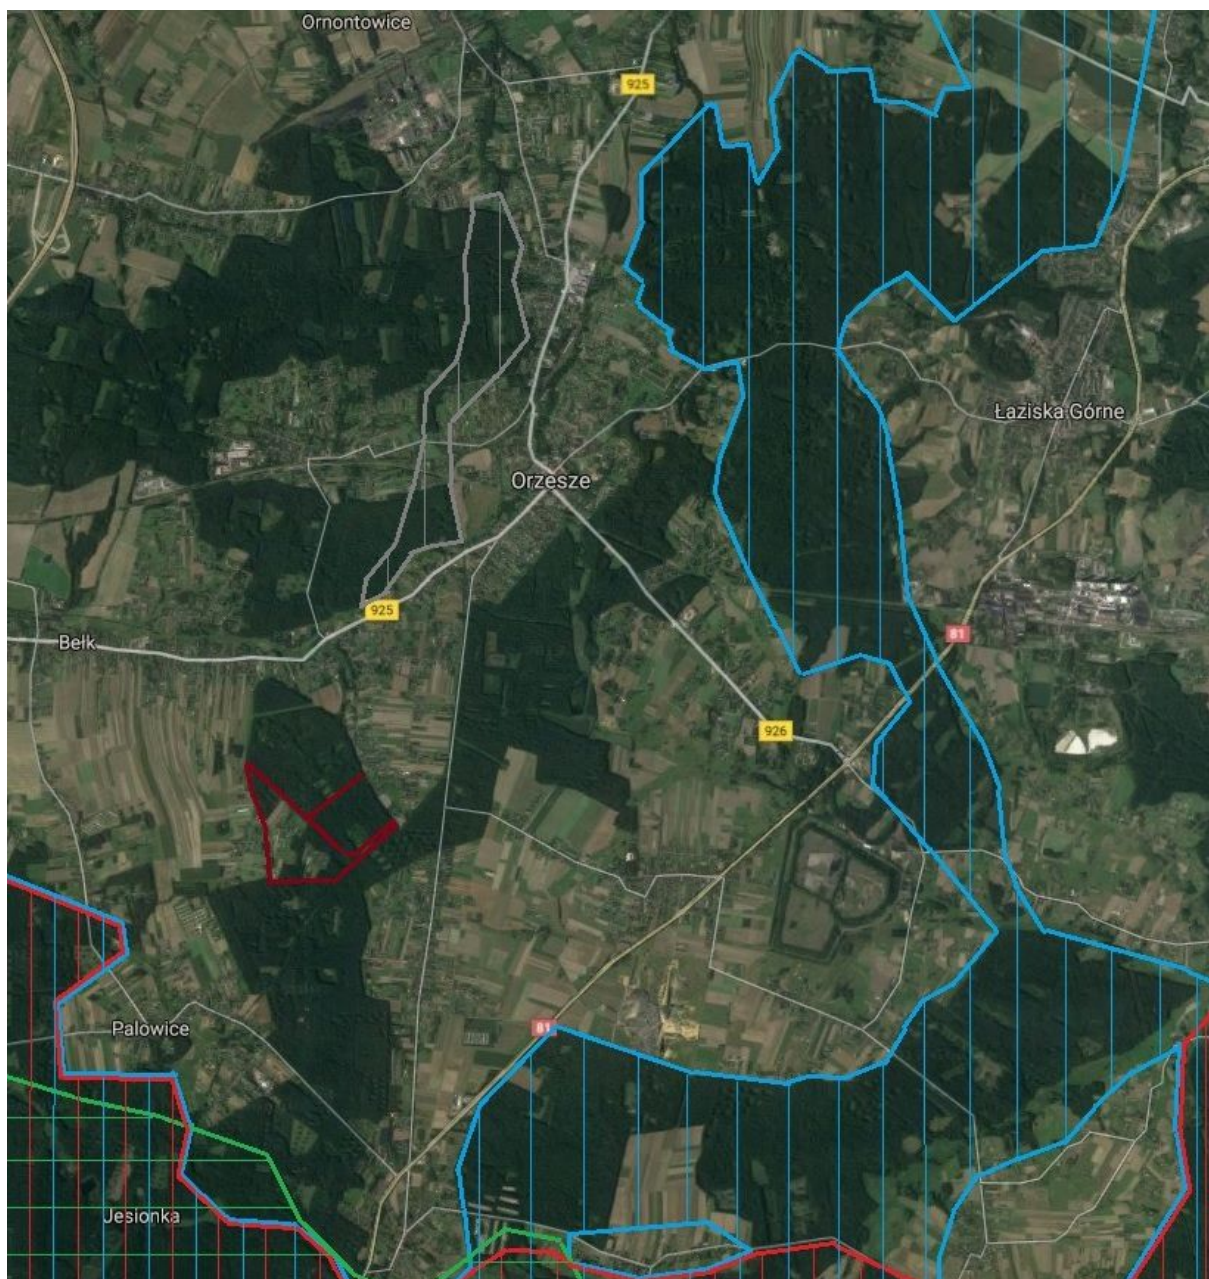 Ornontowice
925
Łaziska Górne
Orzesze
925
81
Bełk
926
81
Palowice
Jesionka